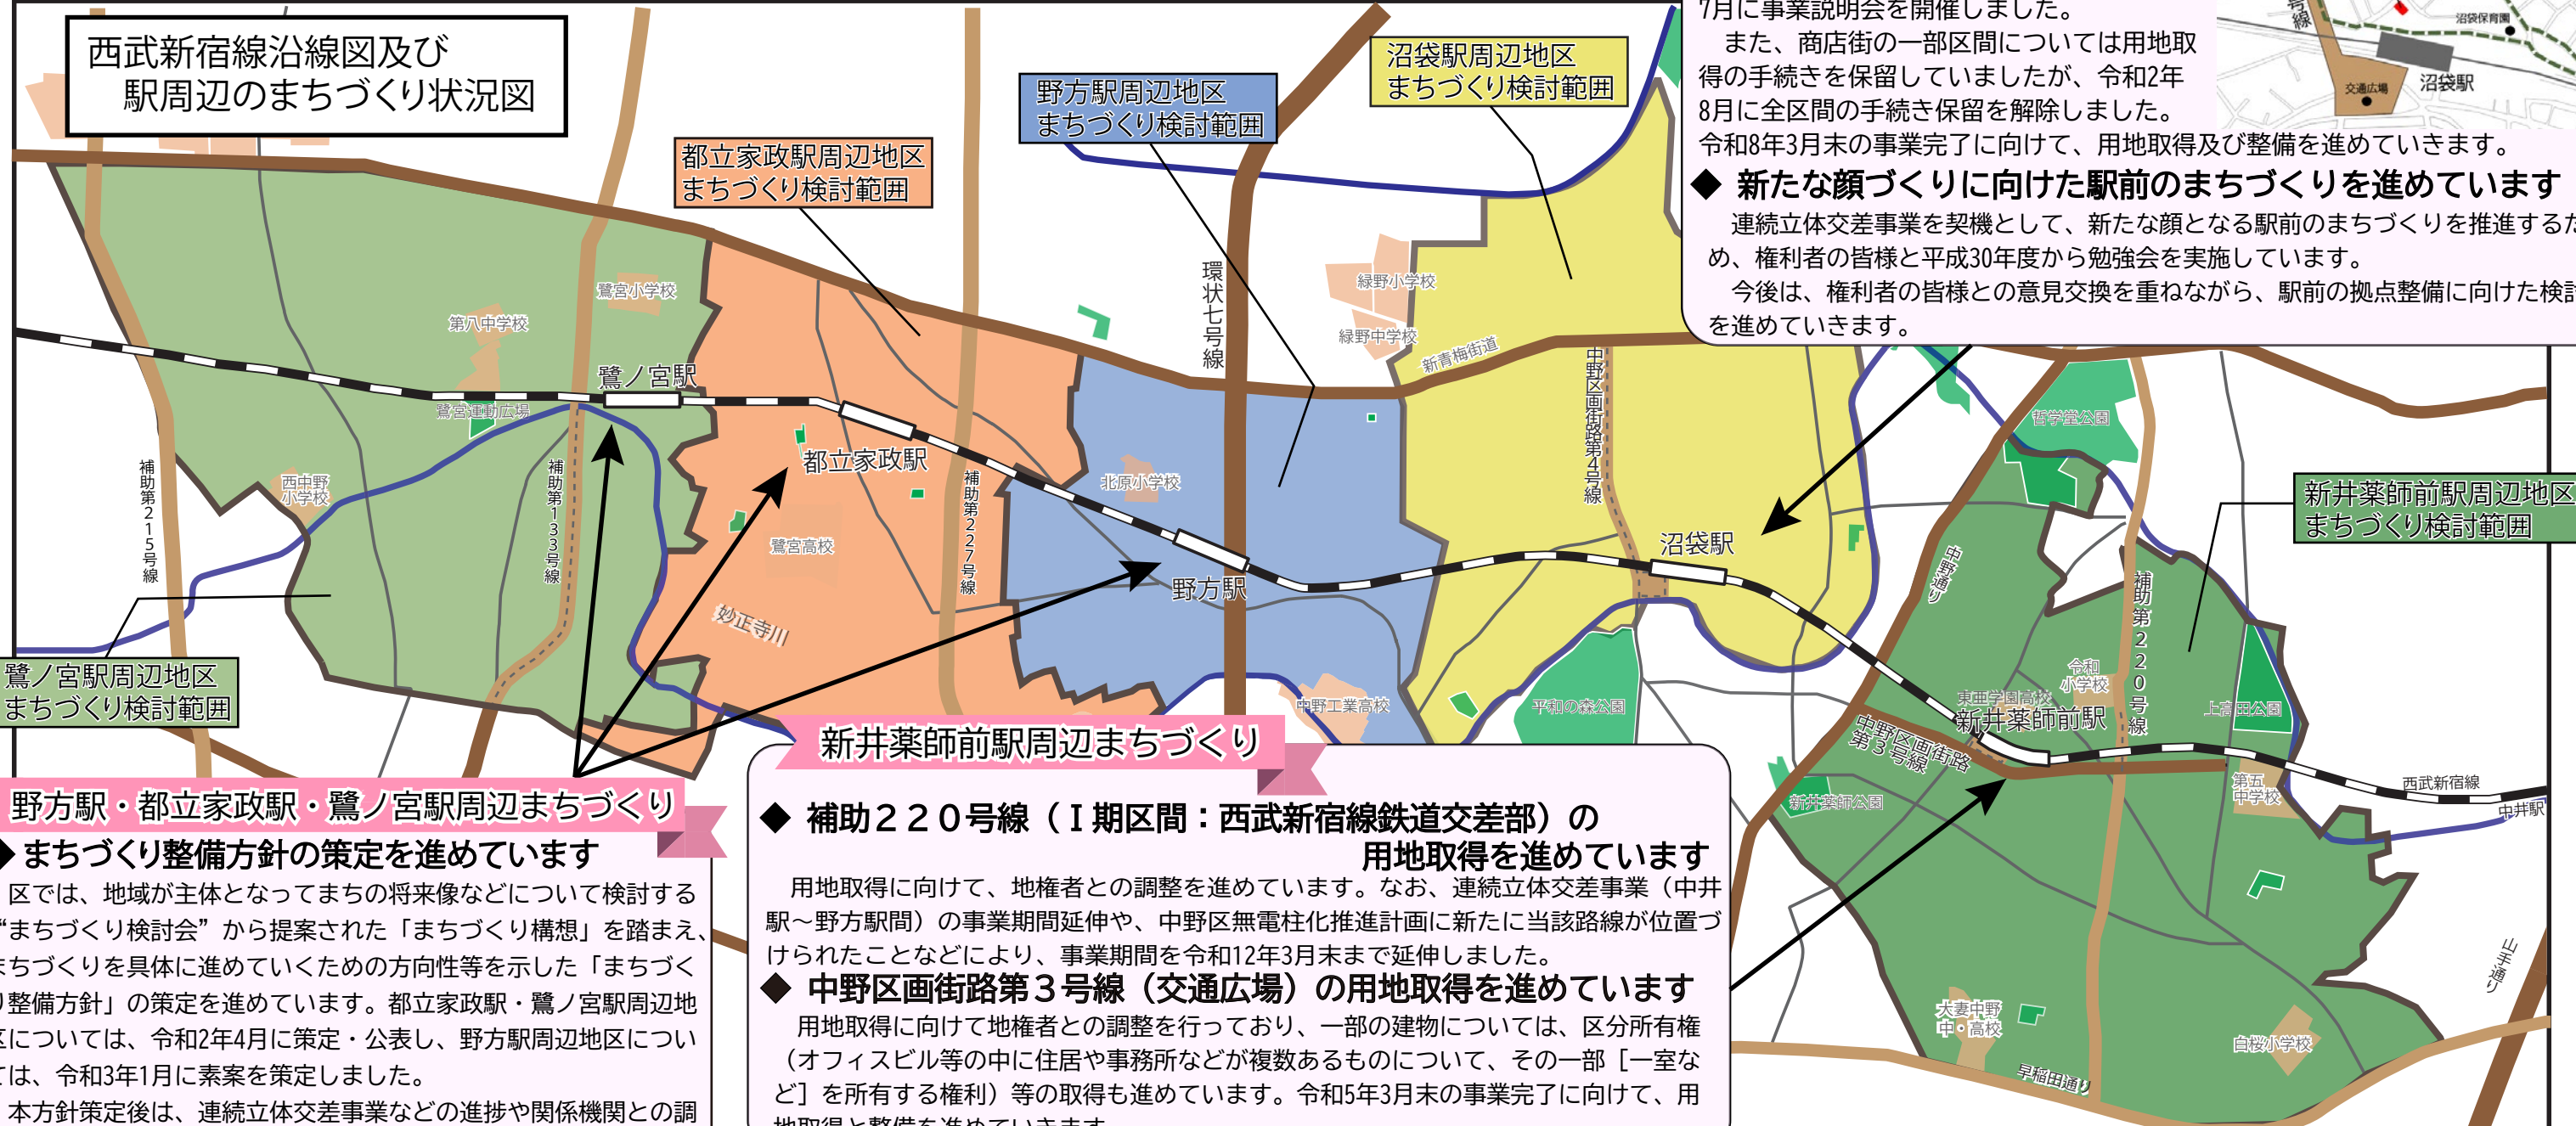 西武新宿線沿線図及び
駅周辺のまちづくり状況図
都立家政駅周辺地区
まちづくり検討範囲
野方駅周辺地区
まちづくり検討範囲
沼袋駅周辺地区
まちづくり検討範囲
7月に事業説明会を開催しました。
また、商店街の一部区間については用地取
得の手続きを保留していましたが、令和2年
8月に全区間の手続き保留を解除しました。
令和8年3月末の事業完了に向けて、用地取得及び整備を進めていきます。
◆ 新たな顔づくりに向けた駅前のまちづくりを進めています
連続立体交差事業を契機として、新たな顔となる駅前のまちづくりを推進するた
め、権利者の皆様と平成30年度から勉強会を実施しています。
今後は、権利者の皆様との意見交換を重ねながら、駅前の拠点整備に向けた検討
を進めていきます。
号線
沼袋保育園
沼袋駅
交通広場
鷺宮小学校
第八中学校
鷺ノ宮駅
鷺宮運動広場
西中野
小学校
補助第215号線
補助第133号線
都立家政駅
鷺宮高校
補助第227号線
妙正寺川
環状七号線
北原小学校
野方駅
緑野小学校
緑野中学校
新青梅街道
中野区画街路第4号線
沼袋駅
中野工業高校
平和の森公園
哲学堂公園
中野通り
新井薬師前駅周辺地区
まちづくり検討範囲
補助第220号線
令和
小学校
東亜学園高校
新井薬師前駅
上高田公園
中野区画街路
第3号線
新井薬師公園
第五
中学校
西武新宿線
中井駅
山手通り
大妻中野
中・高校
白桜小学校
早稲田通り
鷺ノ宮駅周辺地区
まちづくり検討範囲
野方駅・都立家政駅・鷺ノ宮駅周辺まちづくり
◆まちづくり整備方針の策定を進めています
区では、地域が主体となってまちの将来像などについて検討する
“まちづくり検討会”から提案された「まちづくり構想」を踏まえ、
まちづくりを具体に進めていくための方向性等を示した「まちづく
り整備方針」の策定を進めています。都立家政駅・鷺ノ宮駅周辺地
区については、令和2年4月に策定・公表し、野方駅周辺地区につい
ては、令和3年1月に素案を策定しました。
本方針策定後は、連続立体交差事業などの進捗や関係機関との調
新井薬師前駅周辺まちづくり
◆ 補助２２０号線（Ⅰ期区間：西武新宿線鉄道交差部）の
用地取得を進めています
用地取得に向けて、地権者との調整を進めています。なお、連続立体交差事業（中井
駅～野方駅間）の事業期間延伸や、中野区無電柱化推進計画に新たに当該路線が位置づ
けられたことなどにより、事業期間を令和12年3月末まで延伸しました。
◆ 中野区画街路第３号線（交通広場）の用地取得を進めています
用地取得に向けて地権者との調整を行っており、一部の建物については、区分所有権
（オフィスビル等の中に住居や事務所などが複数あるものについて、その一部［一室な
ど］を所有する権利）等の取得も進めています。令和5年3月末の事業完了に向けて、用
地取得と整備を進めていきます。